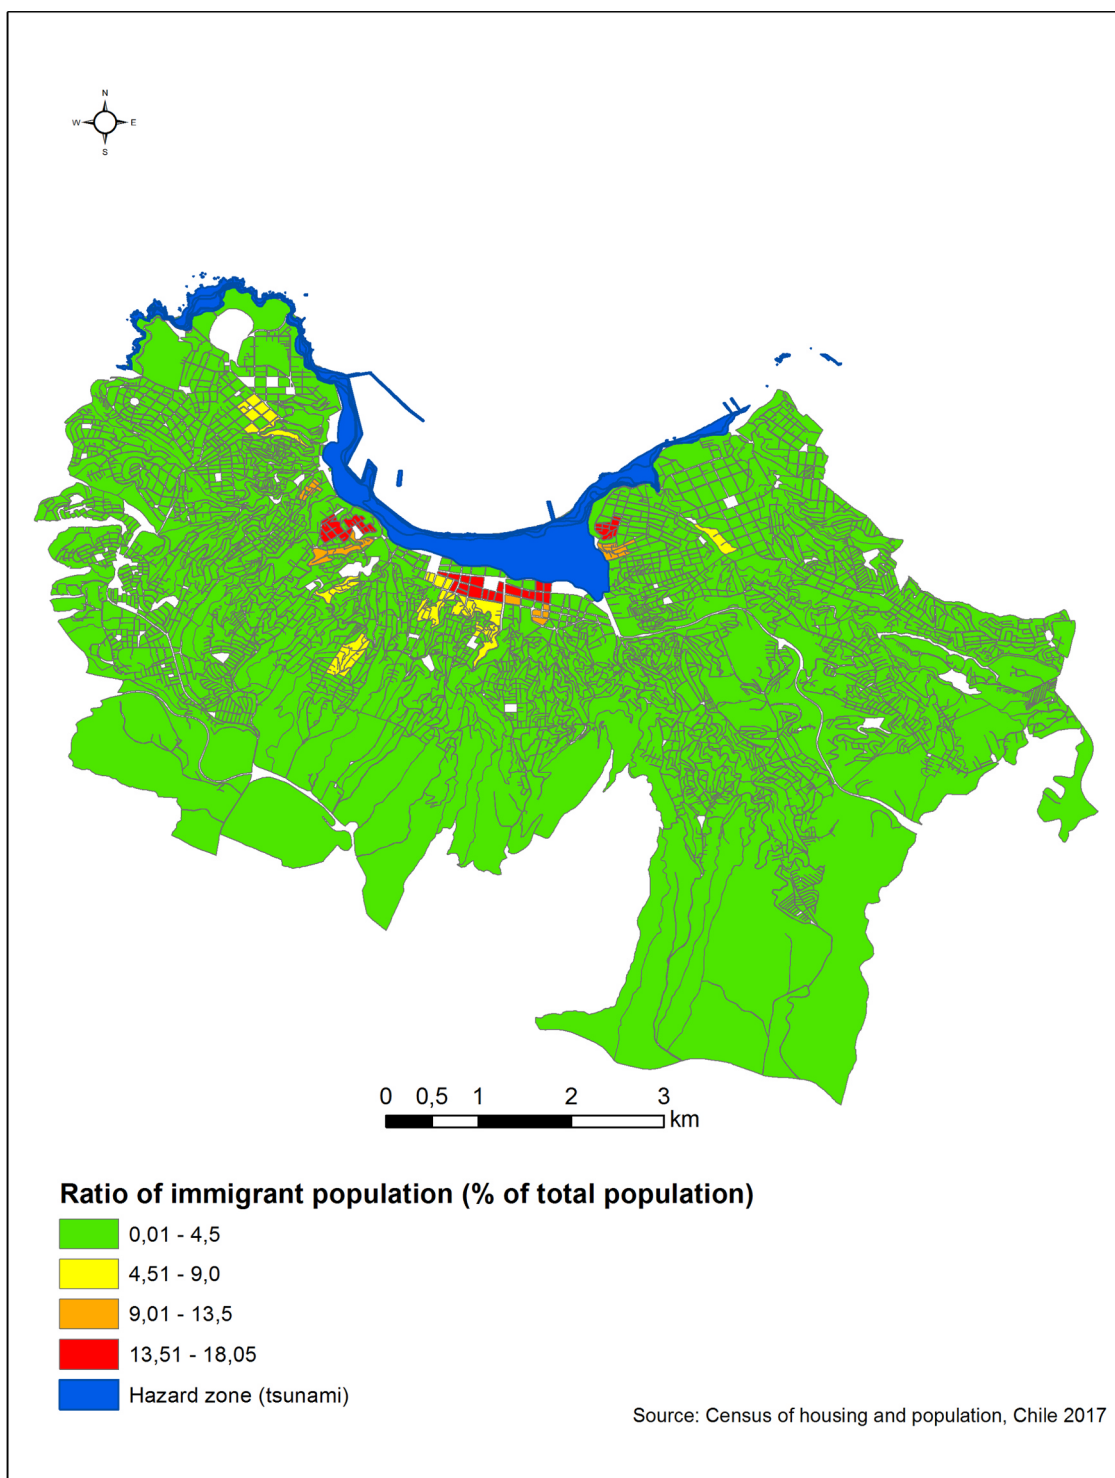 N
W E
S
0 0,5 1 2 3
km
Ratio of immigrant population (% of total population)
0,01 - 4,5
4,51 - 9,0
9,01 - 13,5
13,51 - 18,05
Hazard zone (tsunami)
Source: Census of housing and population, Chile 2017